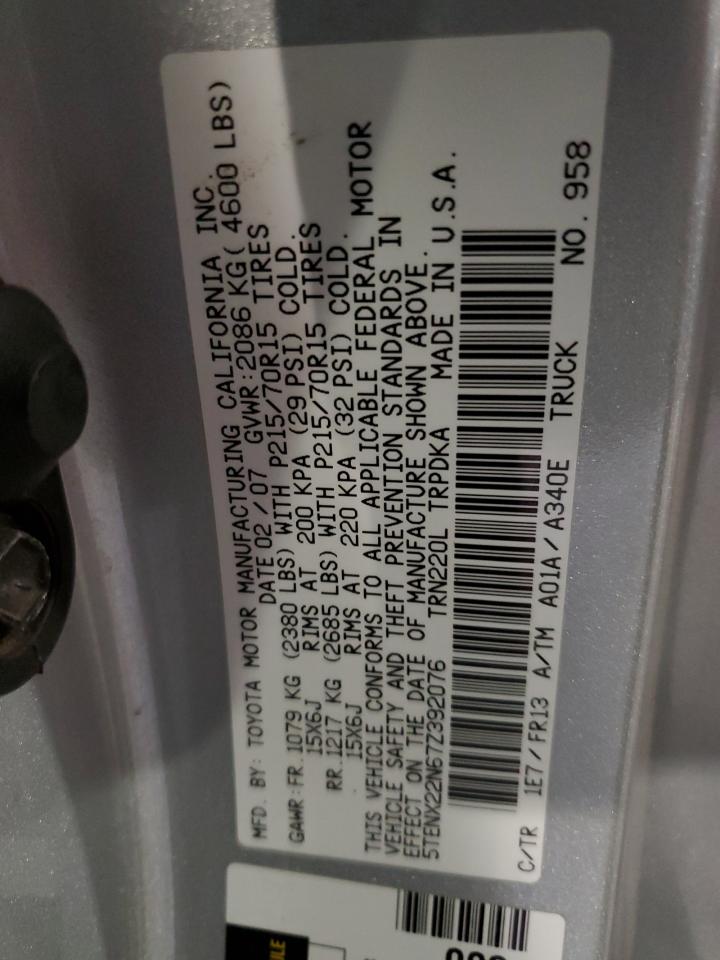 MFD. BY: TOYOTA MOTOR MANUFACTURING CALIFORNIA INC.
DATE 02/07 GVWR:2086 KG( 4600 LBS)
GAWR:FR.1079 KG (2380 LBS) WITH P215/70R15 TIRES
15X6J RIMS AT 200 KPA (29 PSI) COLD.
RR.1217 KG (2685 LBS) WITH P215/70R15 TIRES
15X6J RIMS AT 220 KPA (32 PSI) COLD.
THIS VEHICLE CONFORMS TO ALL APPLICABLE FEDERAL MOTOR
VEHICLE SAFETY AND THEFT PREVENTION STANDARDS IN
EFFECT ON THE DATE OF MANUFACTURE SHOWN ABOVE.
5TENX22N67Z392076 TRN220L TRPDKA MADE IN U.S.A.
C/TR 1E7/FR13 A/TM A01A/A340E TRUCK NO. 958